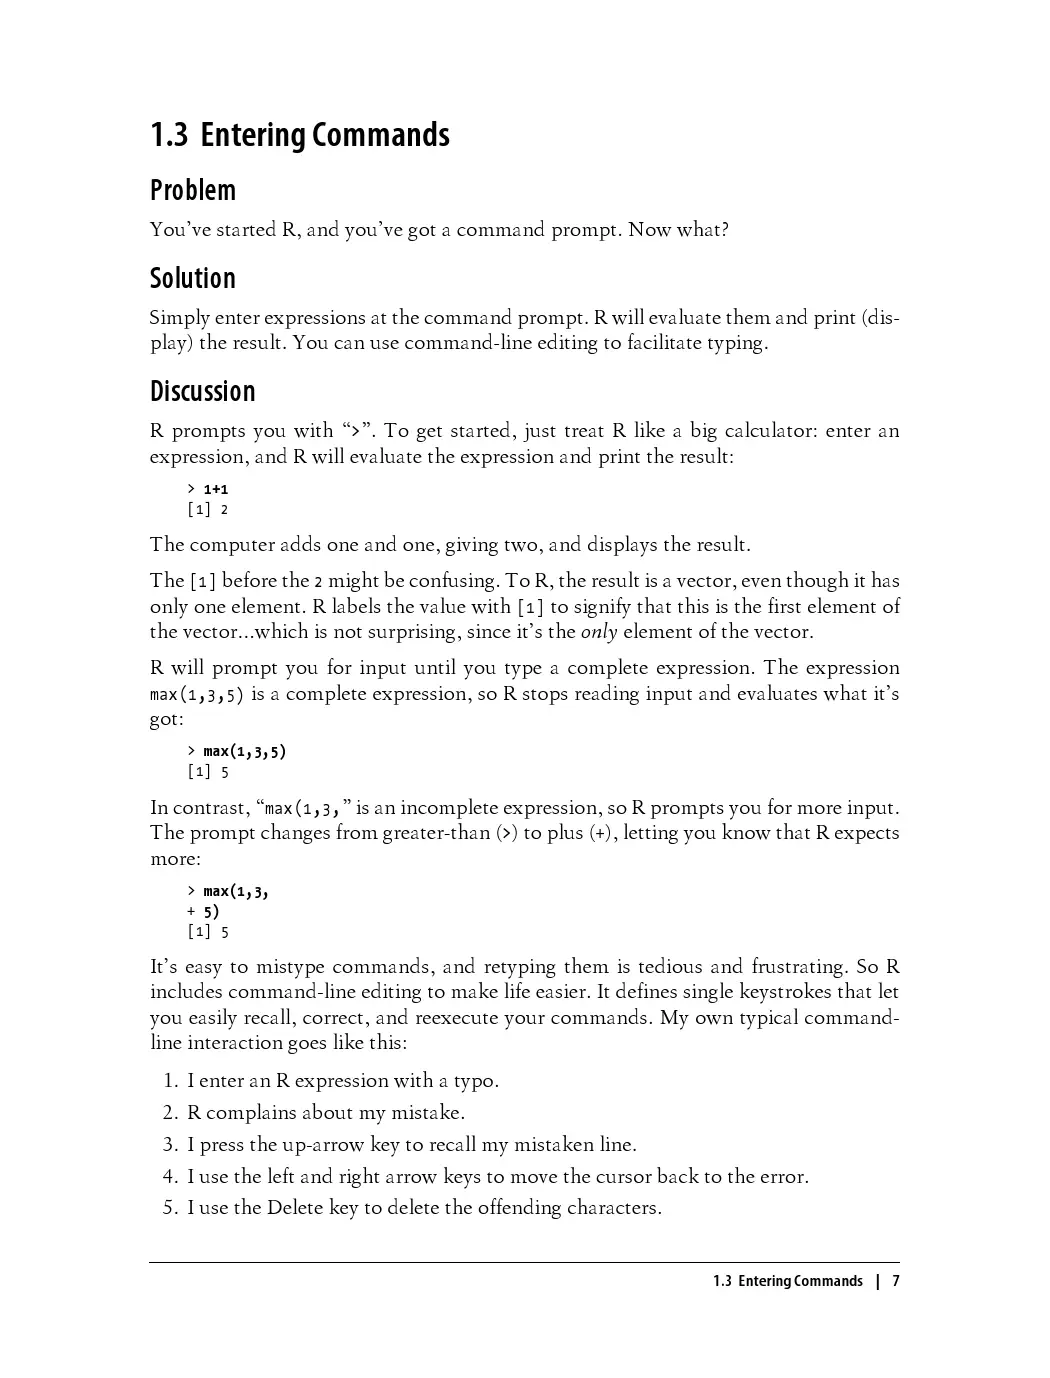 1.3 Entering Commands
Problem
You’ve started R, and you’ve got a command prompt. Now what?
Solution
Simply enter expressions at the command prompt. R will evaluate them and print (dis-
play) the result. You can use command-line editing to facilitate typing.
Discussion
R prompts you with “>”. To get started, just treat R like a big calculator: enter an
expression, and R will evaluate the expression and print the result:
> 1+1
[1] 2
The computer adds one and one, giving two, and displays the result.
The [1] before the 2 might be confusing. To R, the result is a vector, even though it has
only one element. R labels the value with [1] to signify that this is the first element of
the vector...which is not surprising, since it’s the only element of the vector.
R will prompt you for input until you type a complete expression. The expression
max(1,3,5) is a complete expression, so R stops reading input and evaluates what it’s
got:
> max(1,3,5)
[1] 5
In contrast, “max(1,3,” is an incomplete expression, so R prompts you for more input.
The prompt changes from greater-than (>) to plus (+), letting you know that R expects
more:
> max(1,3,
+ 5)
[1] 5
It’s easy to mistype commands, and retyping them is tedious and frustrating. So R
includes command-line editing to make life easier. It defines single keystrokes that let
you easily recall, correct, and reexecute your commands. My own typical command-
line interaction goes like this:
1. I enter an R expression with a typo.
2. R complains about my mistake.
3. I press the up-arrow key to recall my mistaken line.
4. I use the left and right arrow keys to move the cursor back to the error.
5. I use the Delete key to delete the offending characters.
1.3 Entering Commands | 7